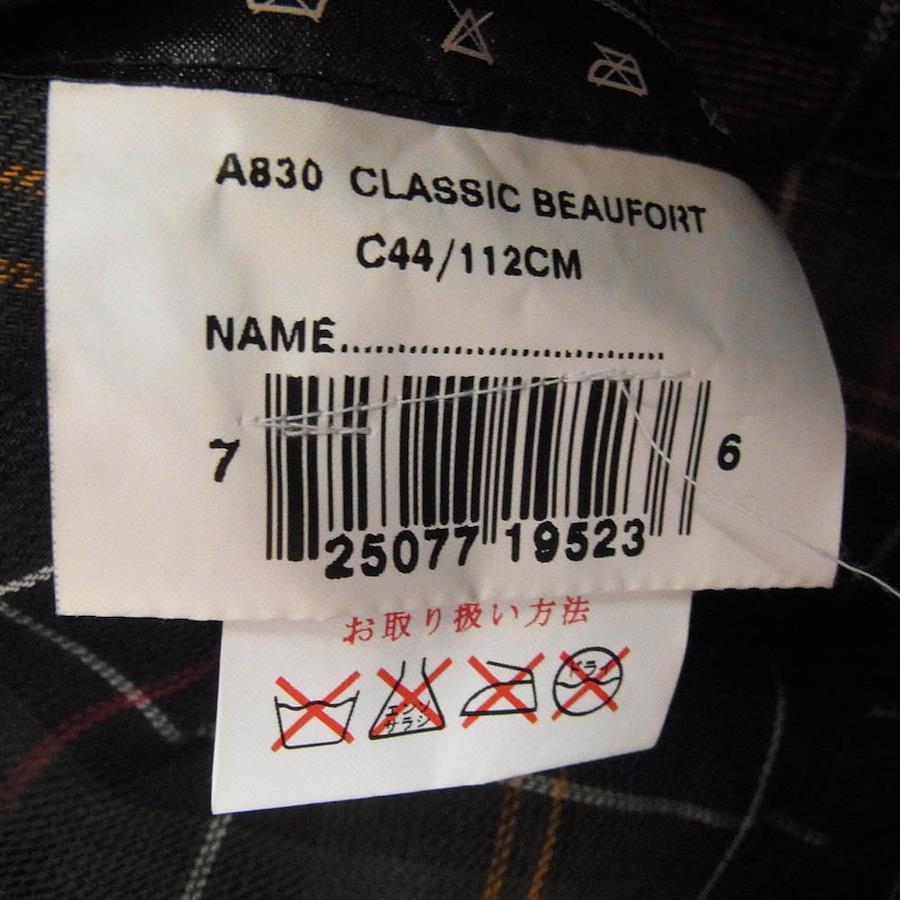 A830 CLASSIC BEAUFORT
C44/112CM
NAME............................
7 25077 19523 6
お取り扱い方法
エンソサラシ
ドライ